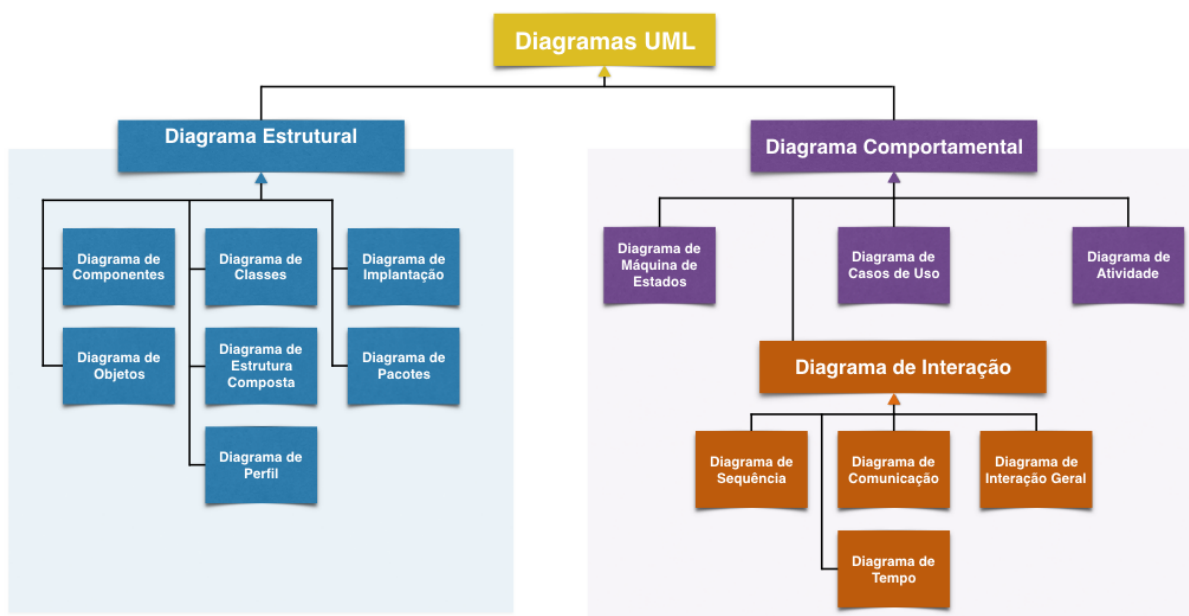 Diagramas UML
Diagrama Estrutural
Diagrama Comportamental
Diagrama de
Componentes
Diagrama de
Classes
Diagrama de
Implantação
Diagrama de
Objetos
Diagrama de
Estrutura
Composta
Diagrama de
Pacotes
Diagrama de
Perfil
Diagrama de
Máquina de
Estados
Diagrama de
Casos de Uso
Diagrama de
Atividade
Diagrama de Interação
Diagrama de
Sequência
Diagrama de
Comunicação
Diagrama de
Interação Geral
Diagrama de
Tempo